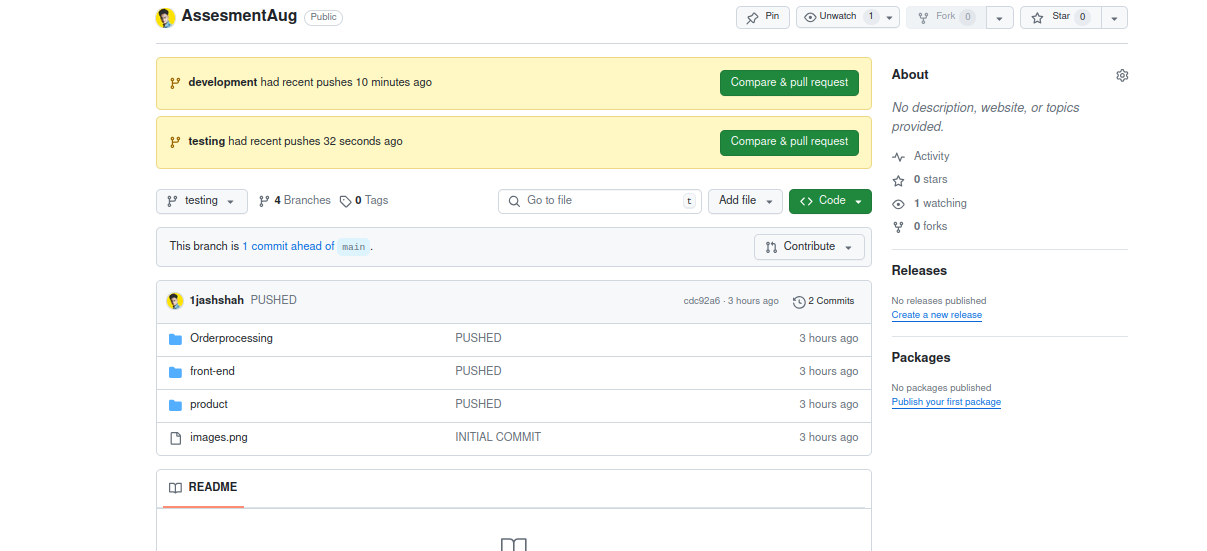 AssesmentAug Public Pin Unwatch 1 Fork 0 Star 0
development had recent pushes 10 minutes ago Compare & pull request
testing had recent pushes 32 seconds ago Compare & pull request
testing 4 Branches 0 Tags Go to file t Add file Code
This branch is 1 commit ahead of main . Contribute
1jashshah PUSHED cdc92a6 · 3 hours ago 2 Commits
Orderprocessing PUSHED 3 hours ago
front-end PUSHED 3 hours ago
product PUSHED 3 hours ago
images.png INITIAL COMMIT 3 hours ago
README
About
No description, website, or topics
provided.
Activity
0 stars
1 watching
0 forks
Releases
No releases published
Create a new release
Packages
No packages published
Publish your first package